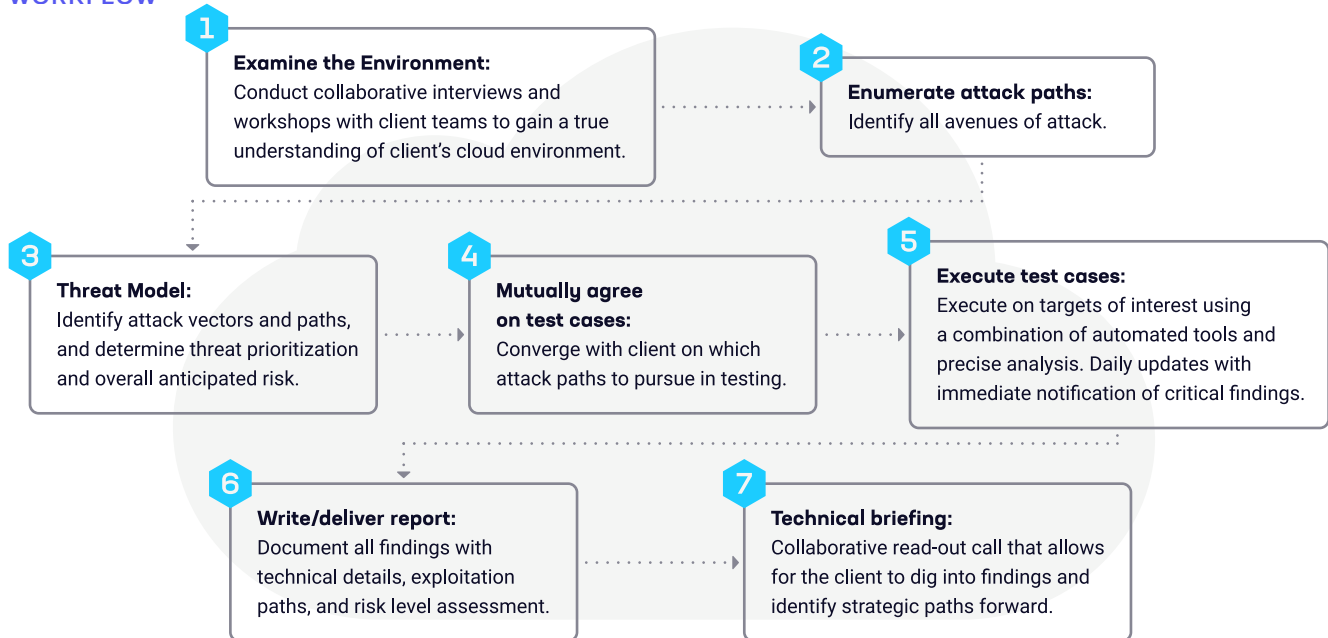 WORKFLOW
1
Examine the Environment:
Conduct collaborative interviews and
workshops with client teams to gain a true
understanding of client's cloud environment.
2
Enumerate attack paths:
Identify all avenues of attack.
3
Threat Model:
Identify attack vectors and paths,
and determine threat prioritization
and overall anticipated risk.
4
Mutually agree
on test cases:
Converge with client on which
attack paths to pursue in testing.
5
Execute test cases:
Execute on targets of interest using
a combination of automated tools and
precise analysis. Daily updates with
immediate notification of critical findings.
6
Write/deliver report:
Document all findings with
technical details, exploitation
paths, and risk level assessment.
7
Technical briefing:
Collaborative read-out call that allows
for the client to dig into findings and
identify strategic paths forward.